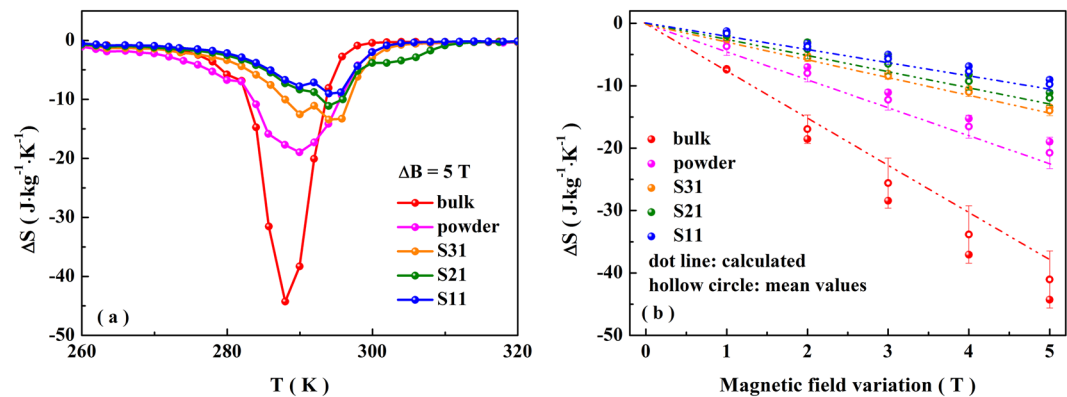 0
-10
-20
-30
-40
-50
ΔS ( J·kg⁻¹·K⁻¹ )
ΔB = 5 T
bulk
powder
S31
S21
S11
( a )
260
280
300
320
T ( K )
0
-10
-20
-30
-40
-50
ΔS ( J·kg⁻¹·K⁻¹ )
bulk
powder
S31
S21
S11
dot line: calculated
hollow circle: mean values
( b )
0
1
2
3
4
5
Magnetic field variation ( T )